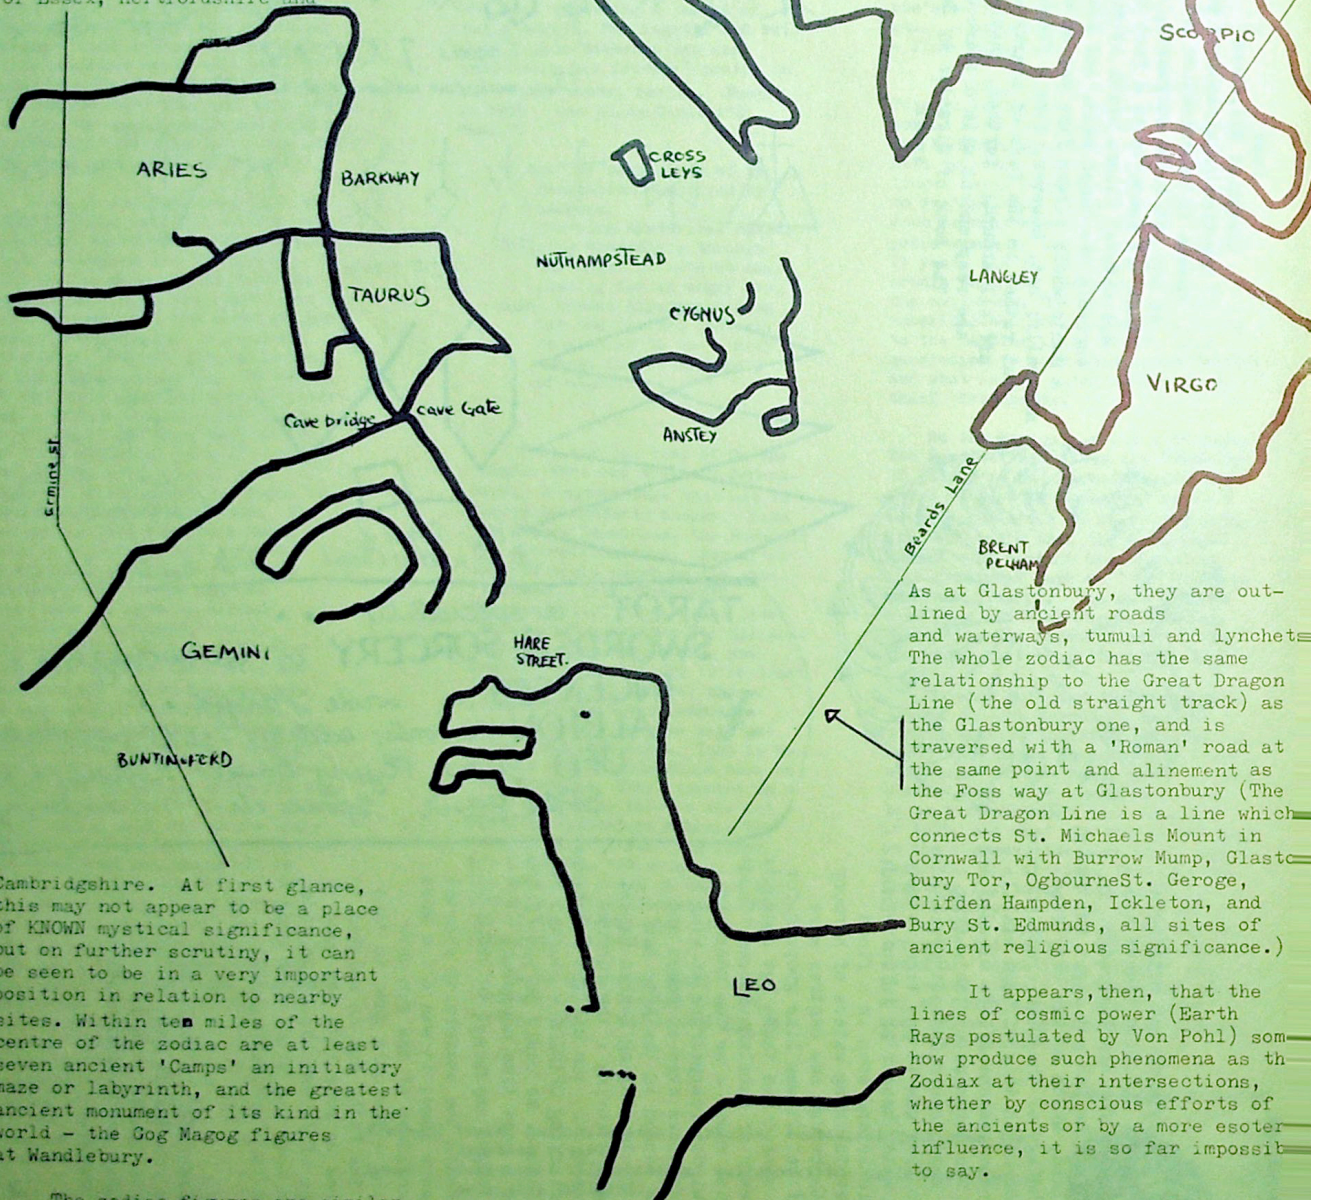 of Essex, Hertfordshire and
SCORPIO
ARIES
BARKWAY
CROSS
LEYS
NUTHAMPSTEAD
LANGLEY
TAURUS
CYGNUS
VIRGO
Cave bridge
cave Gate
ANSTEY
ermine st
Beards Lane
BRENT
PELHAM
GEMINI
HARE
STREET.
BUNTINGFORD
LEO
Cambridgshire. At first glance,
this may not appear to be a place
of KNOWN mystical significance,
but on further scrutiny, it can
be seen to be in a very important
position in relation to nearby
sites. Within ten miles of the
centre of the zodiac are at least
seven ancient 'Camps' an initiatory
maze or labyrinth, and the greatest
ancient monument of its kind in the
world - the Gog Magog figures
at Wandlebury.
The zodiac figures are similar
As at Glastonbury, they are out-
lined by ancient roads
and waterways, tumuli and lynchets
The whole zodiac has the same
relationship to the Great Dragon
Line (the old straight track) as
the Glastonbury one, and is
traversed with a 'Roman' road at
the same point and alinement as
the Foss way at Glastonbury (The
Great Dragon Line is a line which
connects St. Michaels Mount in
Cornwall with Burrow Mump, Glasto
bury Tor, OgbourneSt. Geroge,
Clifden Hampden, Ickleton, and
Bury St. Edmunds, all sites of
ancient religious significance.)
It appears,then, that the
lines of cosmic power (Earth
Rays postulated by Von Pohl) som
how produce such phenomena as th
Zodiax at their intersections,
whether by conscious efforts of
the ancients or by a more esoter
influence, it is so far impossib
to say.